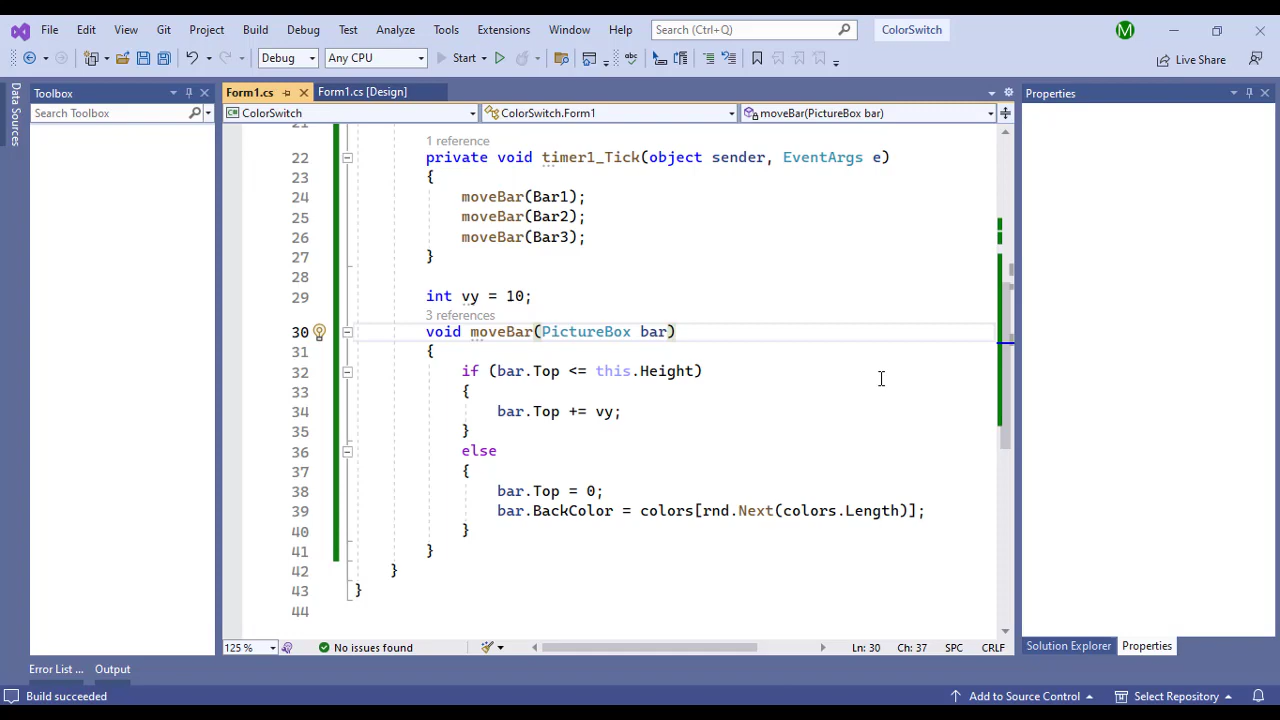 File Edit View Git Project Build Debug Test Analyze Tools Extensions Window Help Search (Ctrl+Q) ColorSwitch M
Debug Any CPU Start Live Share
Data Sources
Toolbox
Search Toolbox
Form1.cs Form1.cs [Design]
ColorSwitch ColorSwitch.Form1 moveBar(PictureBox bar)
Properties
21
1 reference
22 private void timer1_Tick(object sender, EventArgs e)
23 {
24 moveBar(Bar1);
25 moveBar(Bar2);
26 moveBar(Bar3);
27 }
28
29 int vy = 10;
3 references
30 void moveBar(PictureBox bar)
31 {
32 if (bar.Top <= this.Height)
33 {
34 bar.Top += vy;
35 }
36 else
37 {
38 bar.Top = 0;
39 bar.BackColor = colors[rnd.Next(colors.Length)];
40 }
41 }
42 }
43 }
44
125 % No issues found Ln: 30 Ch: 37 SPC CRLF
Solution Explorer Properties
Error List ... Output
Build succeeded Add to Source Control Select Repository